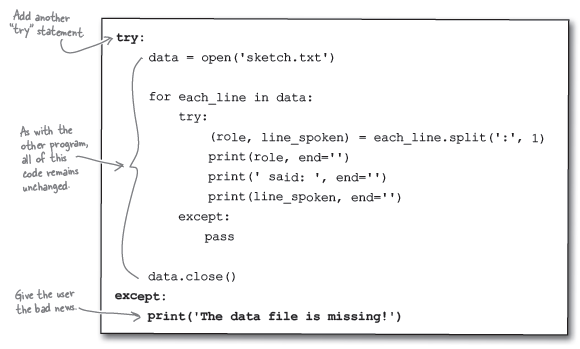 Add another
"try" statement.
try:
data = open('sketch.txt')
for each_line in data:
try:
(role, line_spoken) = each_line.split(':', 1)
print(role, end='')
print(' said: ', end='')
print(line_spoken, end='')
except:
pass
data.close()
As with the
other program,
all of this
code remains
unchanged.
except:
Give the user
the bad news.
print('The data file is missing!')